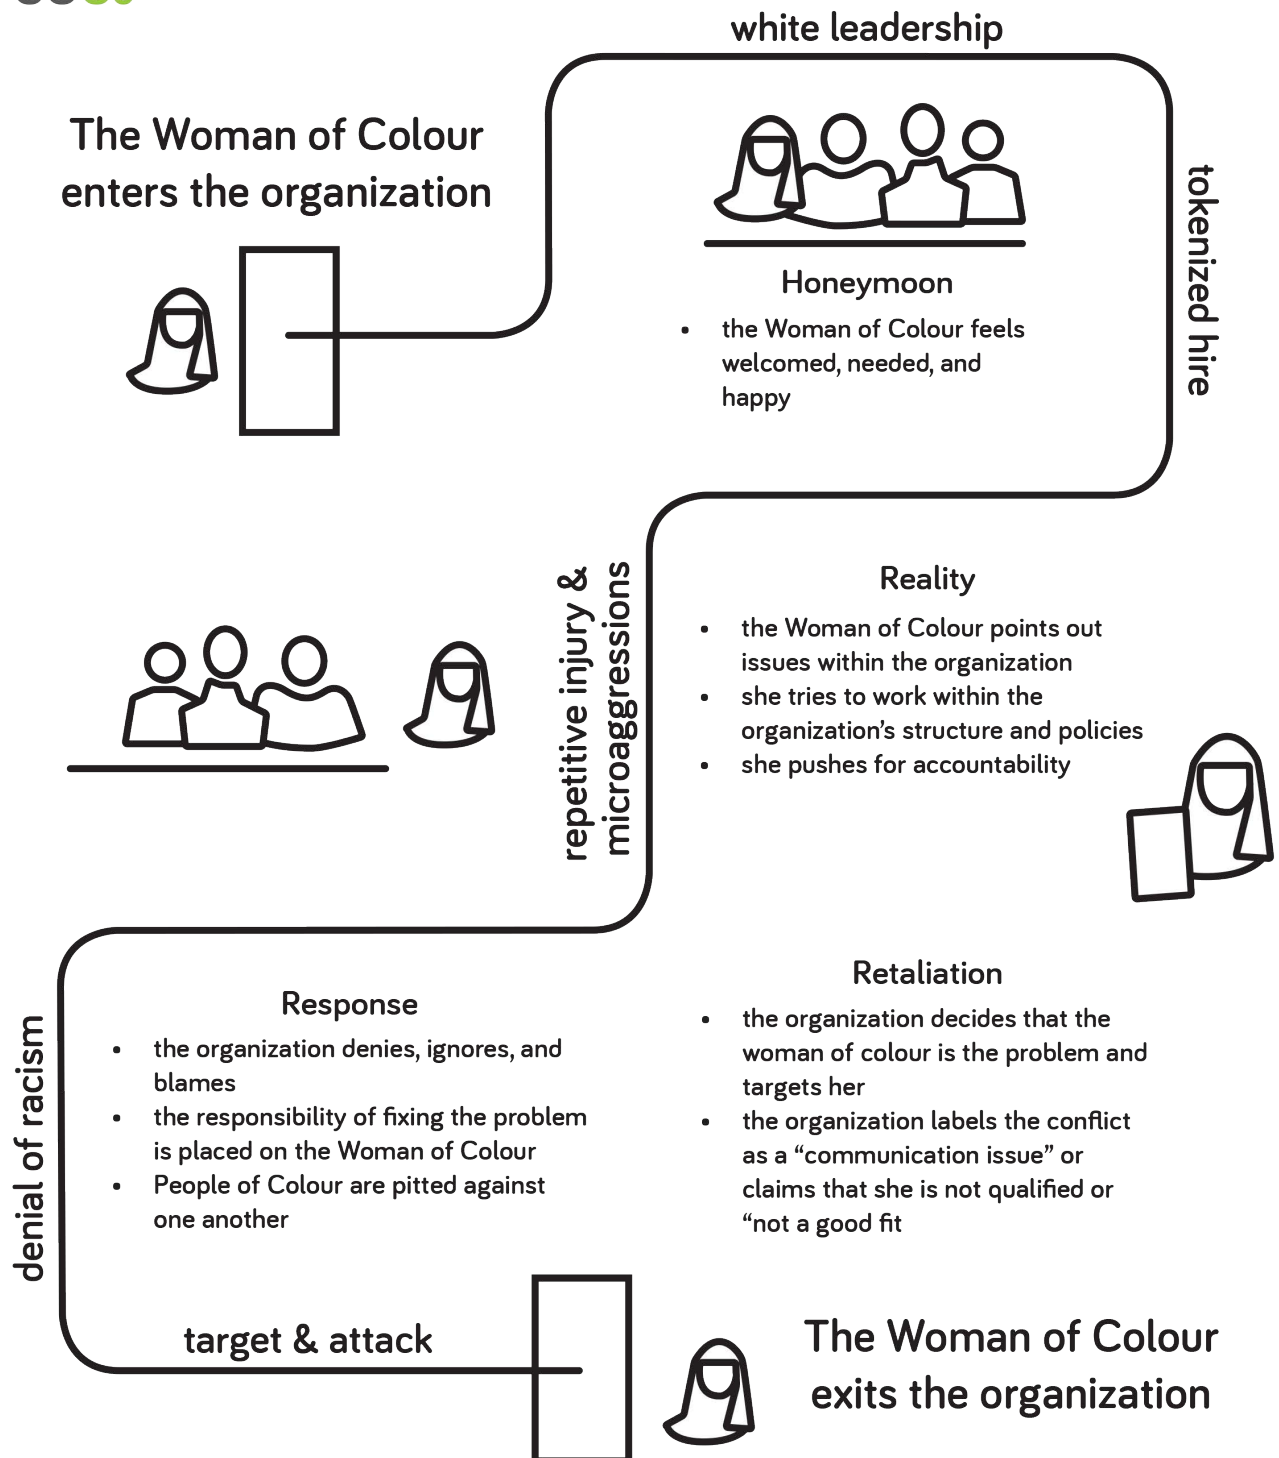 white leadership
The Woman of Colour
enters the organization
tokenized hire
Honeymoon
• the Woman of Colour feels
welcomed, needed, and
happy
repetitive injury &
microaggressions
Reality
• the Woman of Colour points out
issues within the organization
• she tries to work within the
organization’s structure and policies
• she pushes for accountability
denial of racism
Response
• the organization denies, ignores, and
blames
• the responsibility of fixing the problem
is placed on the Woman of Colour
• People of Colour are pitted against
one another
Retaliation
• the organization decides that the
woman of colour is the problem and
targets her
• the organization labels the conflict
as a “communication issue” or
claims that she is not qualified or
“not a good fit
target & attack
The Woman of Colour
exits the organization